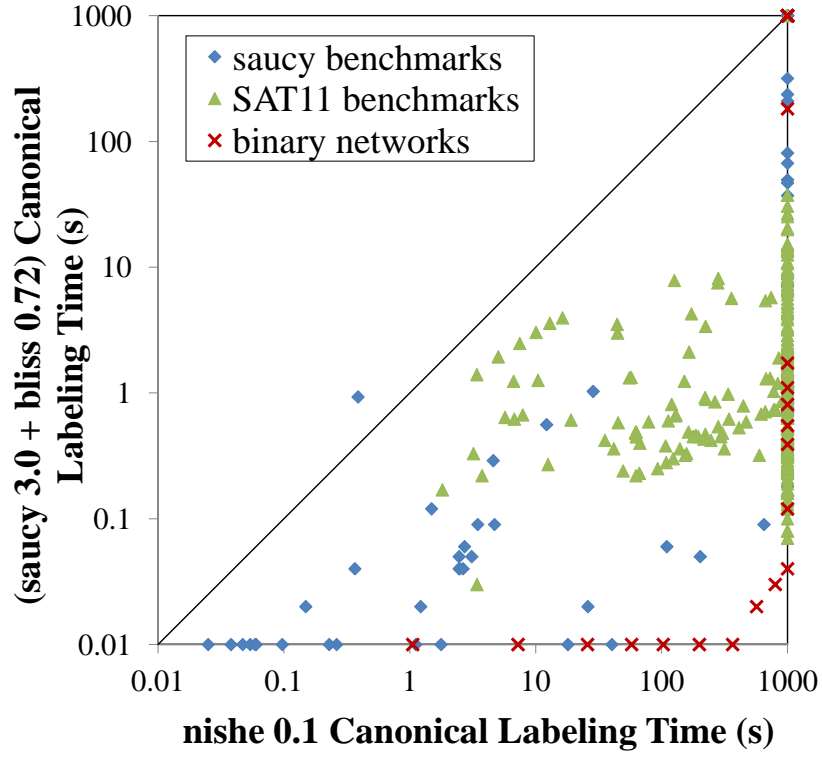 1000
100
10
1
0.1
0.01
(saucy 3.0 + bliss 0.72) Canonical
Labeling Time (s)
saucy benchmarks
SAT11 benchmarks
binary networks
0.01
0.1
1
10
100
1000
nishe 0.1 Canonical Labeling Time (s)